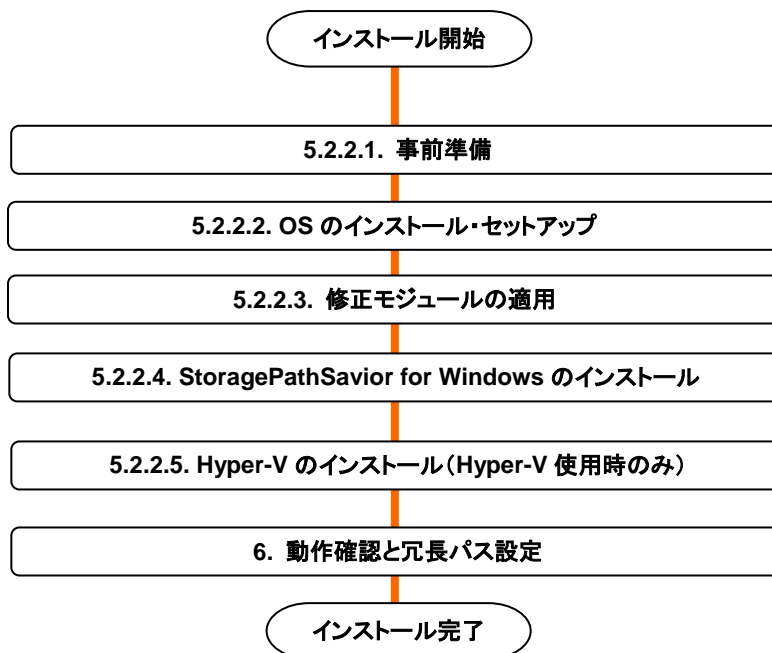 インストール開始
5.2.2.1. 事前準備
5.2.2.2. OS のインストール・セットアップ
5.2.2.3. 修正モジュールの適用
5.2.2.4. StoragePathSavior for Windows のインストール
5.2.2.5. Hyper-V のインストール（Hyper-V 使用時のみ）
6. 動作確認と冗長パス設定
インストール完了